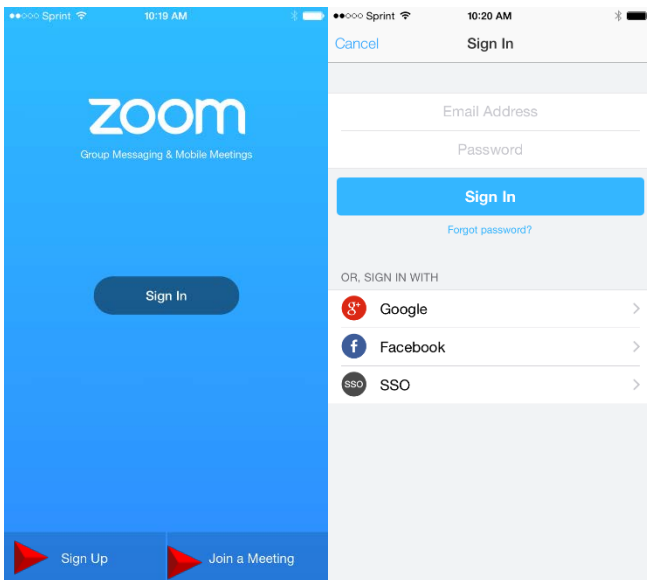 Sprint 10:19 AM
zoom
Group Messaging & Mobile Meetings
Sign In
Sign Up
Join a Meeting
Sprint 10:20 AM
Cancel Sign In
Email Address
Password
Sign In
Forgot password?
OR, SIGN IN WITH
g+ Google
f Facebook
SSO SSO